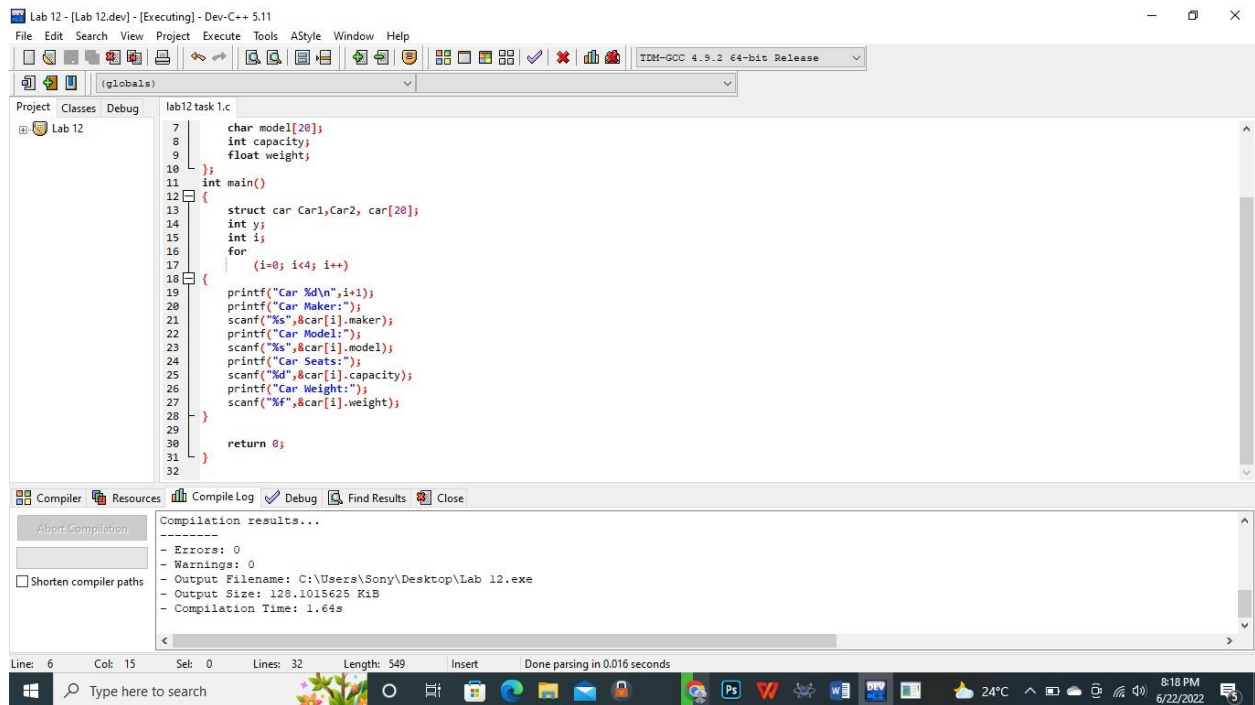 Lab 12 - [Lab 12.dev] - [Executing] - Dev-C++ 5.11
File Edit Search View Project Execute Tools AStyle Window Help
TDM-GCC 4.9.2 64-bit Release
(globals)
Project Classes Debug
lab12 task 1.c
Lab 12
7 char model[20];
8 int capacity;
9 float weight;
10 };
11 int main()
12 {
13 struct car Car1,Car2, car[20];
14 int y;
15 int i;
16 for
17 (i=0; i<4; i++)
18 {
19 printf("Car %d\n",i+1);
20 printf("Car Maker:");
21 scanf("%s",&car[i].maker);
22 printf("Car Model:");
23 scanf("%s",&car[i].model);
24 printf("Car Seats:");
25 scanf("%d",&car[i].capacity);
26 printf("Car Weight:");
27 scanf("%f",&car[i].weight);
28 }
29
30 return 0;
31 }
32
Compiler Resources Compile Log Debug Find Results Close
Abort Compilation
Shorten compiler paths
Compilation results...
--------
- Errors: 0
- Warnings: 0
- Output Filename: C:\Users\Sony\Desktop\Lab 12.exe
- Output Size: 128.1015625 KiB
- Compilation Time: 1.64s
Line: 6 Col: 15 Sel: 0 Lines: 32 Length: 549 Insert Done parsing in 0.016 seconds
Type here to search
Ps
W
DEV
24°C
8:18 PM
6/22/2022
5